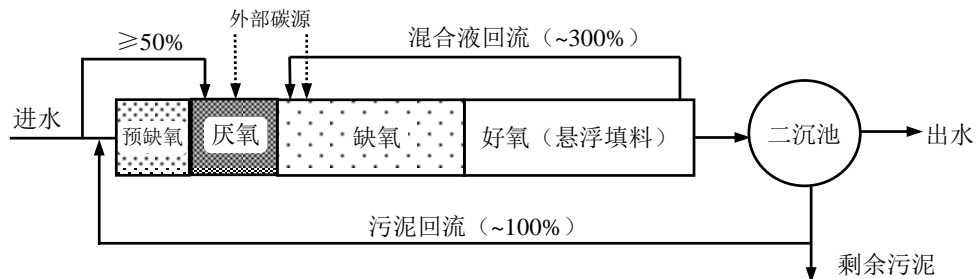 外部碳源
≥50%
混合液回流（~300%）
进水
预缺氧
厌氧
缺氧
好氧（悬浮填料）
二沉池
出水
污泥回流（~100%）
剩余污泥